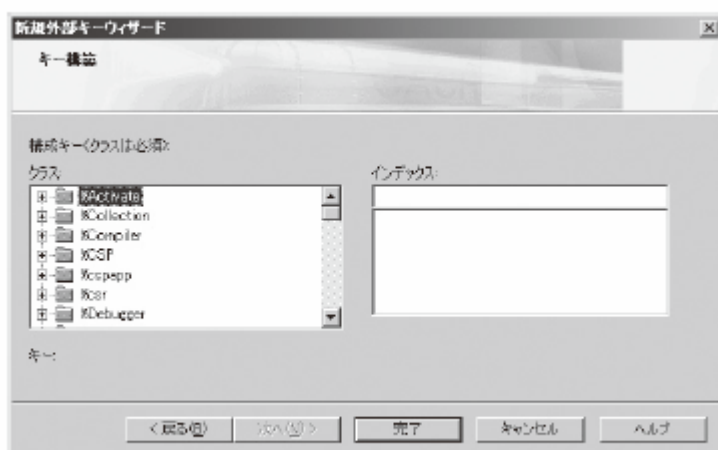 新規外部キーウィザード
キー構築
構成キー(クラスは必須):
クラス:
インデックス:
%Activate
%Collection
%Compiler
%CSP
%cspapp
%csr
%Debugger
キー:
< 戻る(B)
次へ(N) >
完了
キャンセル
ヘルプ